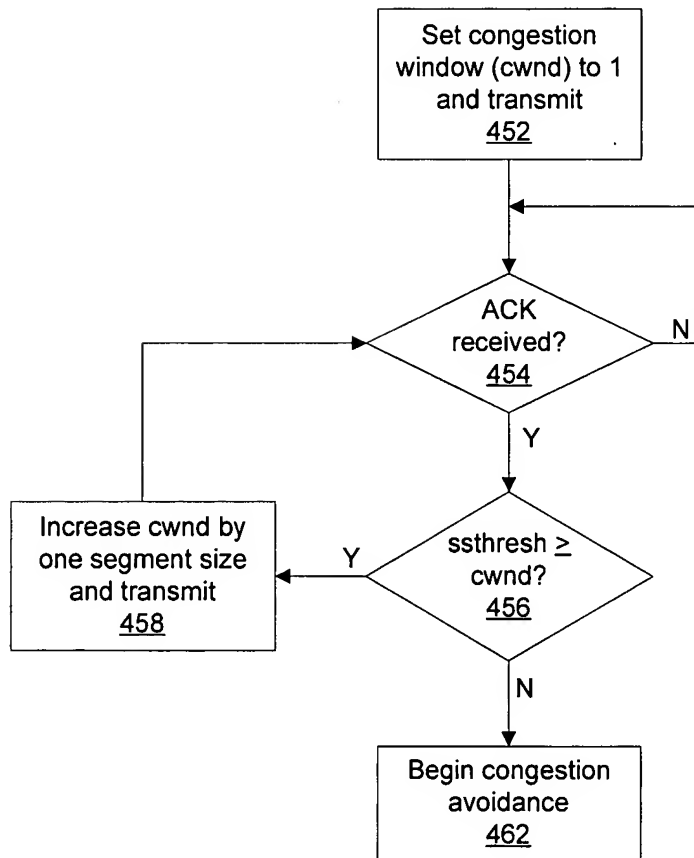 Set congestion
window (cwnd) to 1
and transmit
452
ACK
received?
454
N
Y
Increase cwnd by
one segment size
and transmit
458
Y
ssthresh ≥
cwnd?
456
N
Begin congestion
avoidance
462